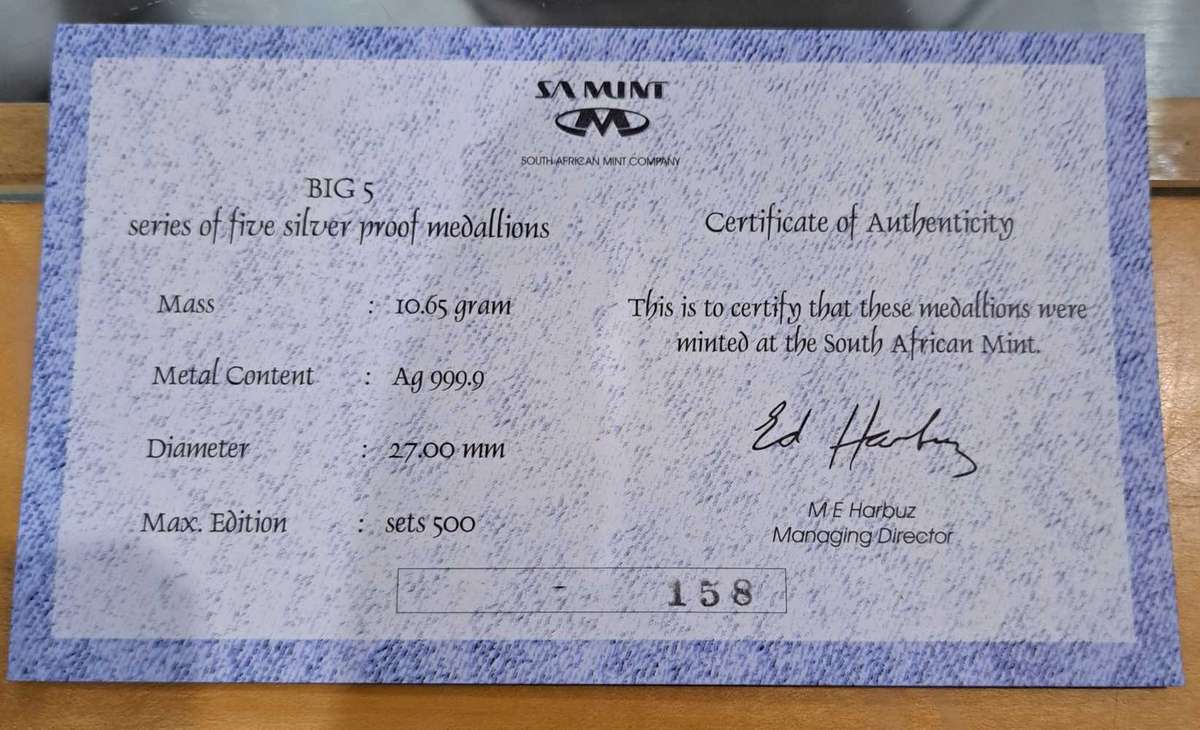 SA MINT
SOUTH AFRICAN MINT COMPANY
BIG 5
series of five silver proof medallions
Mass : 10.65 gram
Metal Content : Ag 999.9
Diameter : 27.00 mm
Max. Edition : sets 500
Certificate of Authenticity
This is to certify that these medallions were
minted at the South African Mint.
Ed Harbuz
M E Harbuz
Managing Director
- 158